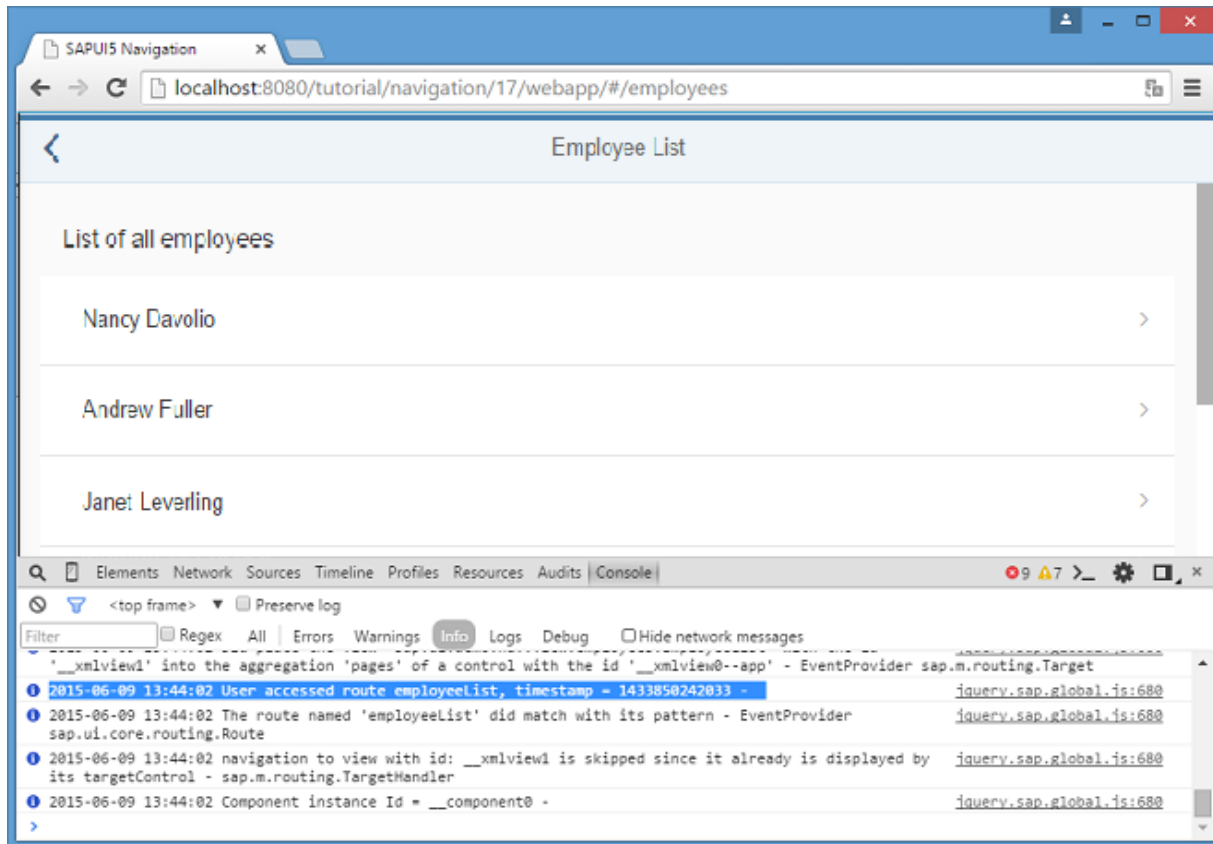 SAPUI5 Navigation
localhost:8080/tutorial/navigation/17/webapp/#/employees
Employee List
List of all employees
Nancy Davolio
Andrew Fuller
Janet Leverling
Elements Network Sources Timeline Profiles Resources Audits Console 9 7
<top frame> Preserve log
Filter Regex All Errors Warnings Info Logs Debug Hide network messages
'__xmlview1' into the aggregation 'pages' of a control with the id '__xmlview0--app' - EventProvider sap.m.routing.Target
2015-06-09 13:44:02 User accessed route employeeList, timestamp = 1433850242033 - jquery.sap.global.js:680
2015-06-09 13:44:02 The route named 'employeeList' did match with its pattern - EventProvider jquery.sap.global.js:680
sap.ui.core.routing.Route
2015-06-09 13:44:02 navigation to view with id: __xmlview1 is skipped since it already is displayed by jquery.sap.global.js:680
its targetControl - sap.m.routing.TargetHandler
2015-06-09 13:44:02 Component instance Id = __component0 - jquery.sap.global.js:680